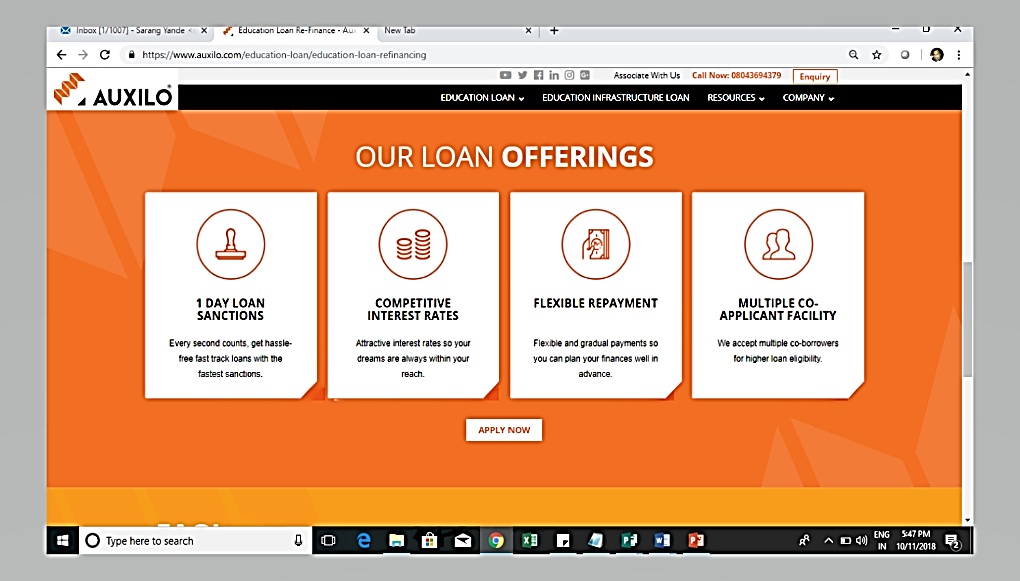 Inbox [1/1007] - Sarang Yande <
Education Loan Re-Finance - Aux
New Tab
https://www.auxilo.com/education-loan/education-loan-refinancing
Associate With Us
Call Now: 08043694379
Enquiry
AUXILO
EDUCATION LOAN
EDUCATION INFRASTRUCTURE LOAN
RESOURCES
COMPANY
OUR LOAN OFFERINGS
1 DAY LOAN
SANCTIONS
Every second counts, get hassle-
free fast track loans with the
fastest sanctions.
COMPETITIVE
INTEREST RATES
Attractive interest rates so your
dreams are always within your
reach.
FLEXIBLE REPAYMENT
Flexible and gradual payments so
you can plan your finances well in
advance.
MULTIPLE CO-
APPLICANT FACILITY
We accept multiple co-borrowers
for higher loan eligibility.
APPLY NOW
Type here to search
ENG
IN
5:47 PM
10/11/2018
2